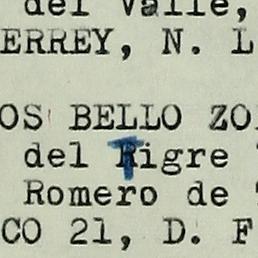 del Valle,
ERREY, N. L
OS BELLO ZO
del Tigre
Romero de
CO 21, D. F